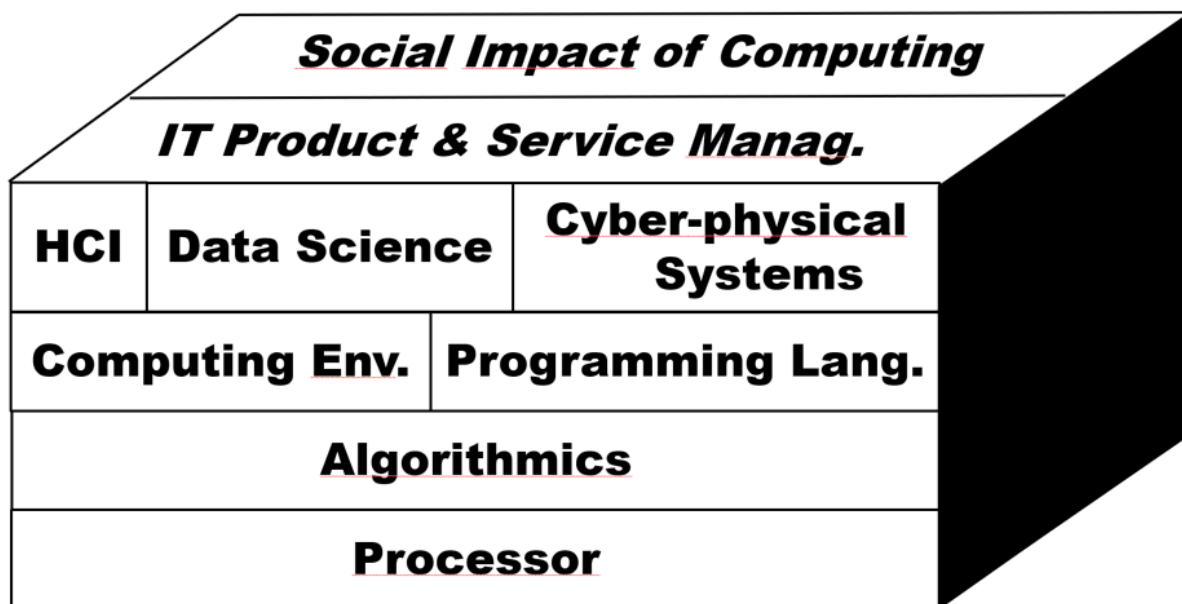 Social Impact of Computing
IT Product & Service Manag.
HCI
Data Science
Cyber-physical
Systems
Computing Env.
Programming Lang.
Algorithmics
Processor